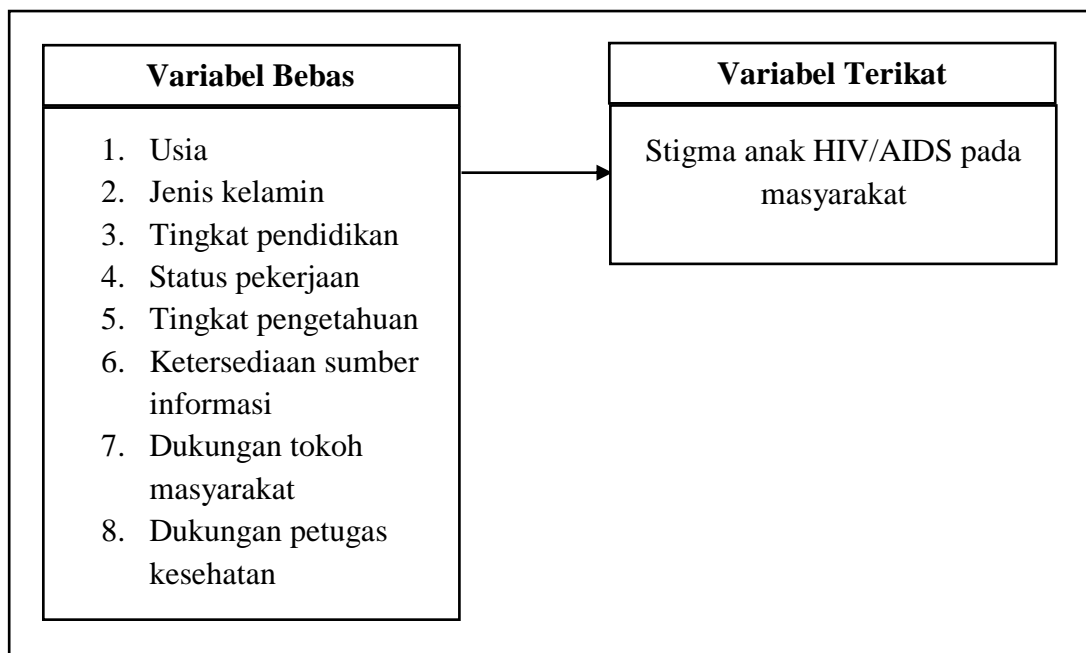 Variabel Bebas
1. Usia
2. Jenis kelamin
3. Tingkat pendidikan
4. Status pekerjaan
5. Tingkat pengetahuan
6. Ketersediaan sumber
informasi
7. Dukungan tokoh
masyarakat
8. Dukungan petugas
kesehatan
Variabel Terikat
Stigma anak HIV/AIDS pada
masyarakat